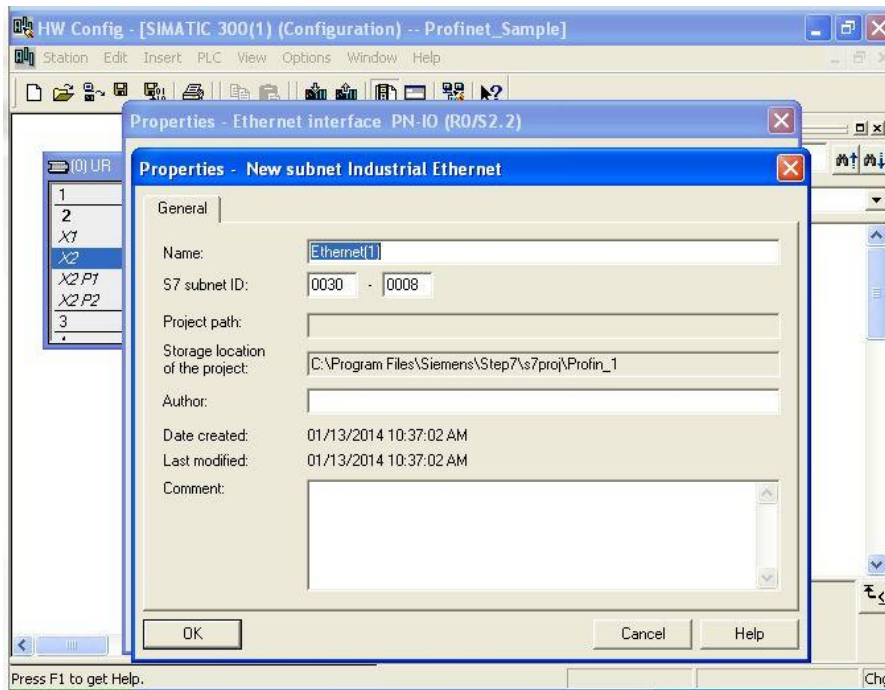 HW Config - [SIMATIC 300(1) (Configuration) -- Profinet_Sample]
Station Edit Insert PLC View Options Window Help
Properties - Ethernet interface PN-IO (R0/S2.2)
(0) UR
Properties - New subnet Industrial Ethernet
General
1
2
X1
X2
X2 P1
X2 P2
3
Name: Ethernet(1)
S7 subnet ID: 0030 - 0008
Project path:
Storage location
of the project: C:\Program Files\Siemens\Step7\s7proj\Profin_1
Author:
Date created: 01/13/2014 10:37:02 AM
Last modified: 01/13/2014 10:37:02 AM
Comment:
OK Cancel Help
Press F1 to get Help.
Chg